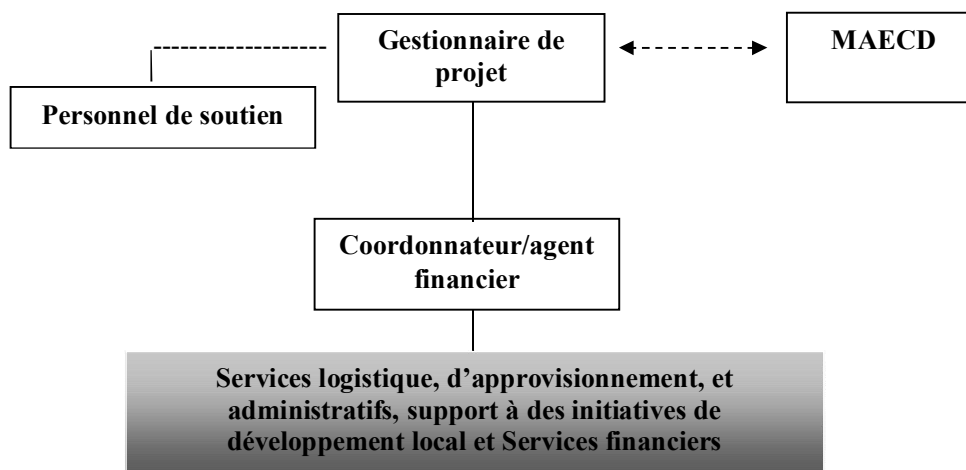 Gestionnaire de
projet
MAECD
Personnel de soutien
Coordonnateur/agent
financier
Services logistique, d’approvisionnement, et
administratifs, support à des initiatives de
développement local et Services financiers